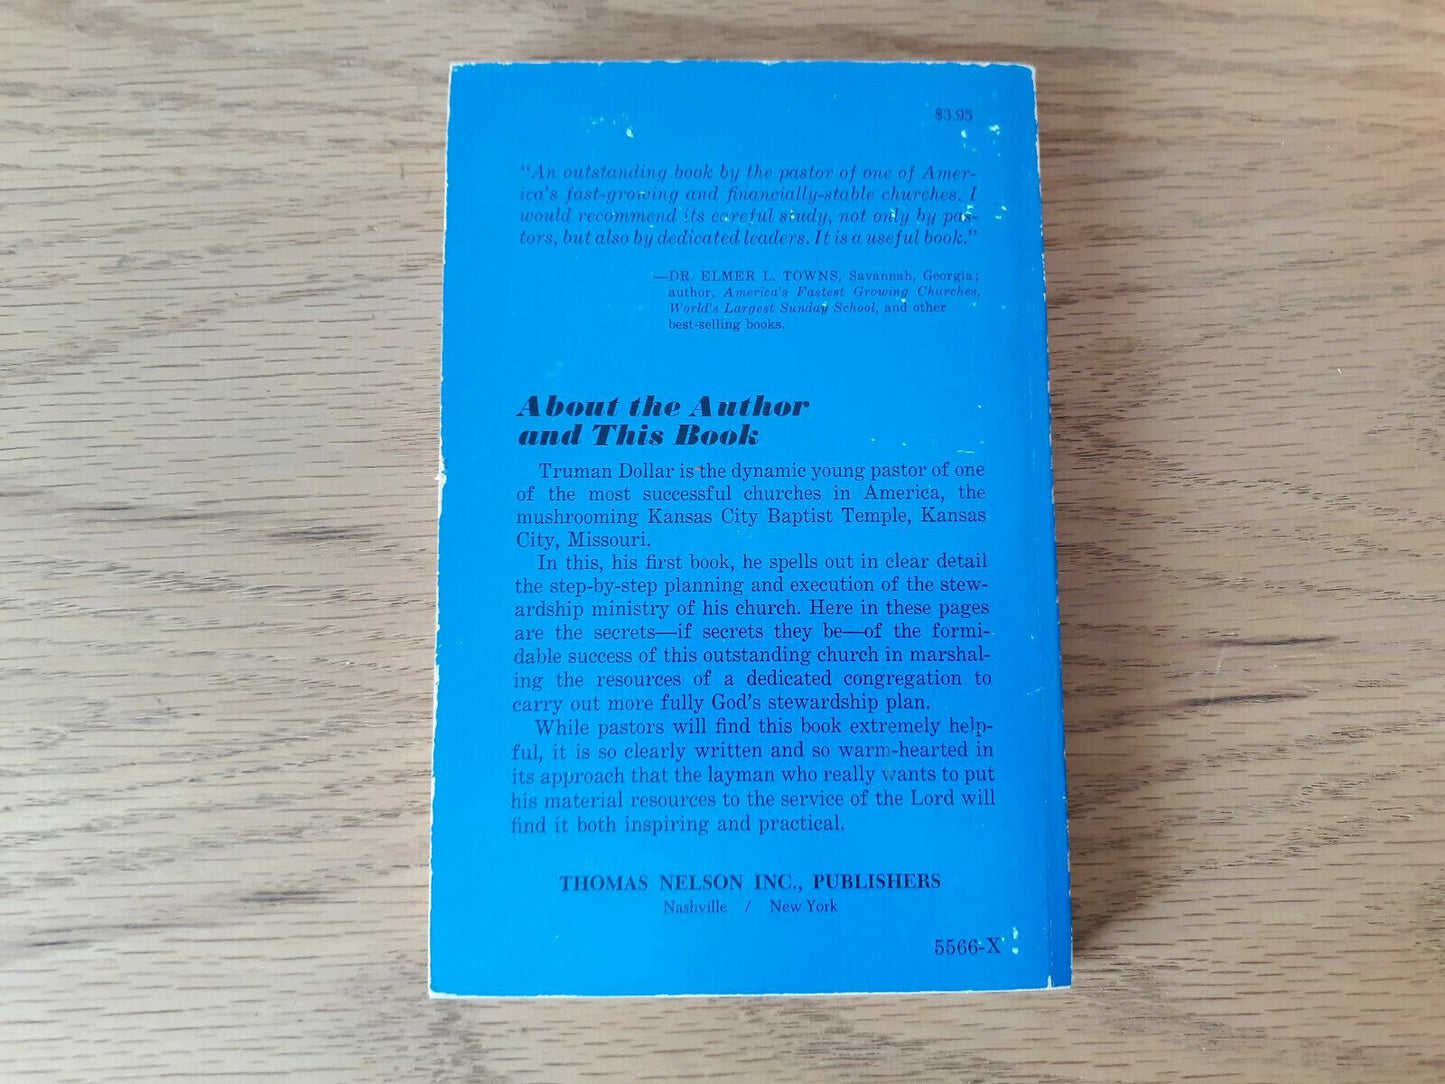 $3.95
"An outstanding book by the pastor of one of Amer-
ica's fast-growing and financially-stable churches. I
would recommend its careful study, not only by pas-
tors, but also by dedicated leaders. It is a useful book."
—DR. ELMER L. TOWNS, Savannah, Georgia;
author, America's Fastest Growing Churches,
World's Largest Sunday School, and other
best-selling books.
About the Author
and This Book
Truman Dollar is the dynamic young pastor of one
of the most successful churches in America, the
mushrooming Kansas City Baptist Temple, Kansas
City, Missouri.
In this, his first book, he spells out in clear detail
the step-by-step planning and execution of the stew-
ardship ministry of his church. Here in these pages
are the secrets—if secrets they be—of the formi-
dable success of this outstanding church in marshal-
ing the resources of a dedicated congregation to
carry out more fully God's stewardship plan.
While pastors will find this book extremely help-
ful, it is so clearly written and so warm-hearted in
its approach that the layman who really wants to put
his material resources to the service of the Lord will
find it both inspiring and practical.
THOMAS NELSON INC., PUBLISHERS
Nashville / New York
5566-X